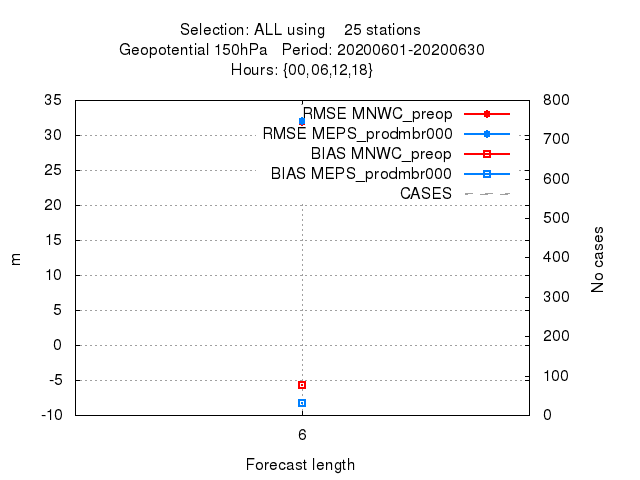 Selection: ALL using    25 stations
Geopotential 150hPa   Period: 20200601-20200630
Hours: {00,06,12,18}
35 800
RMSE MNWC_preop
30 700
RMSE MEPS_prodmbr000
BIAS MNWC_preop
25 600
BIAS MEPS_prodmbr000
CASES
20 500
15 400
m
No cases
10 300
5 200
0 100
-5
-10 0
6
Forecast length